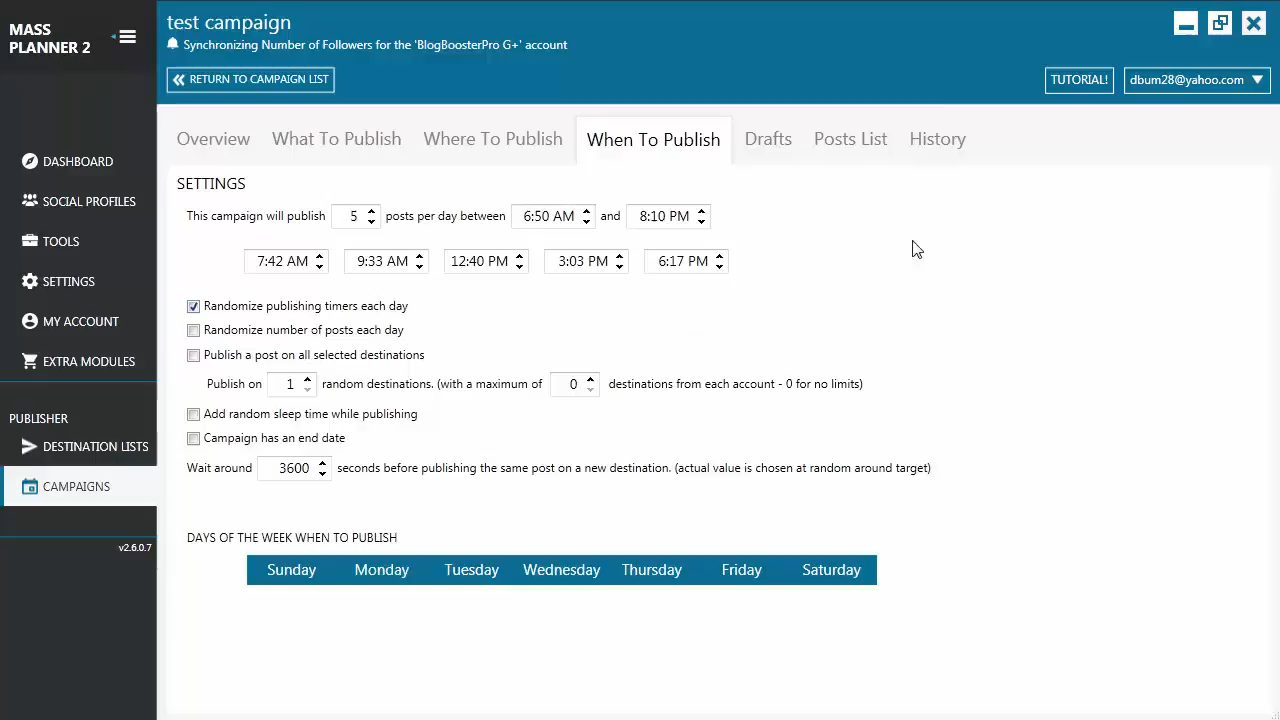 MASS
PLANNER 2
test campaign
Synchronizing Number of Followers for the 'BlogBoosterPro G+' account
RETURN TO CAMPAIGN LIST
TUTORIAL!
dbum28@yahoo.com
DASHBOARD
SOCIAL PROFILES
TOOLS
SETTINGS
MY ACCOUNT
EXTRA MODULES
PUBLISHER
DESTINATION LISTS
CAMPAIGNS
v2.6.0.7
Overview What To Publish Where To Publish When To Publish Drafts Posts List History
SETTINGS
This campaign will publish 5 posts per day between 6:50 AM and 8:10 PM
7:42 AM 9:33 AM 12:40 PM 3:03 PM 6:17 PM
Randomize publishing timers each day
Randomize number of posts each day
Publish a post on all selected destinations
Publish on 1 random destinations. (with a maximum of 0 destinations from each account - 0 for no limits)
Add random sleep time while publishing
Campaign has an end date
Wait around 3600 seconds before publishing the same post on a new destination. (actual value is chosen at random around target)
DAYS OF THE WEEK WHEN TO PUBLISH
Sunday Monday Tuesday Wednesday Thursday Friday Saturday